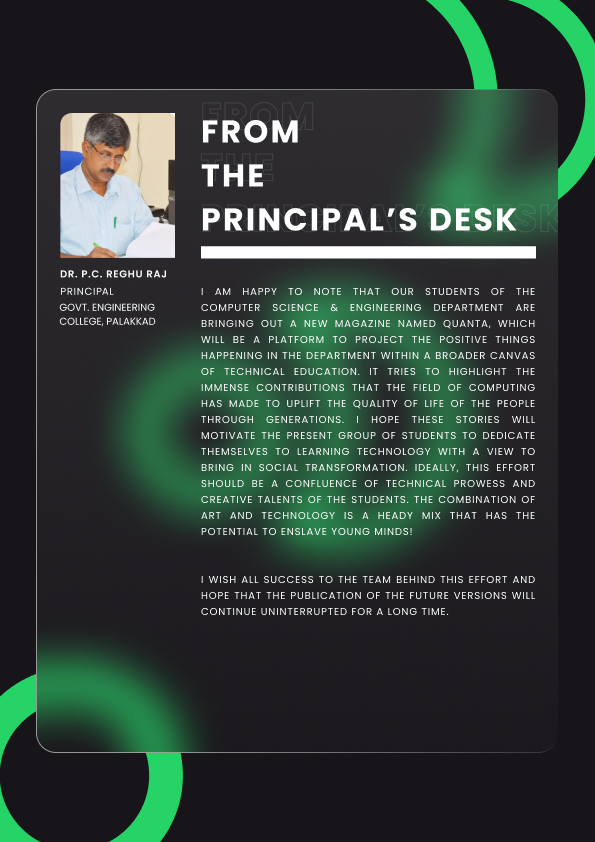 FROM
THE
PRINCIPAL'S DESK
DR. P.C. REGHU RAJ
PRINCIPAL
GOVT. ENGINEERING
COLLEGE, PALAKKAD
I AM HAPPY TO NOTE THAT OUR STUDENTS OF THE
COMPUTER SCIENCE & ENGINEERING DEPARTMENT ARE
BRINGING OUT A NEW MAGAZINE NAMED QUANTA, WHICH
WILL BE A PLATFORM TO PROJECT THE POSITIVE THINGS
HAPPENING IN THE DEPARTMENT WITHIN A BROADER CANVAS
OF TECHNICAL EDUCATION. IT TRIES TO HIGHLIGHT THE
IMMENSE CONTRIBUTIONS THAT THE FIELD OF COMPUTING
HAS MADE TO UPLIFT THE QUALITY OF LIFE OF THE PEOPLE
THROUGH GENERATIONS. I HOPE THESE STORIES WILL
MOTIVATE THE PRESENT GROUP OF STUDENTS TO DEDICATE
THEMSELVES TO LEARNING TECHNOLOGY WITH A VIEW TO
BRING IN SOCIAL TRANSFORMATION. IDEALLY, THIS EFFORT
SHOULD BE A CONFLUENCE OF TECHNICAL PROWESS AND
CREATIVE TALENTS OF THE STUDENTS. THE COMBINATION OF
ART AND TECHNOLOGY IS A HEADY MIX THAT HAS THE
POTENTIAL TO ENSLAVE YOUNG MINDS!
I WISH ALL SUCCESS TO THE TEAM BEHIND THIS EFFORT AND
HOPE THAT THE PUBLICATION OF THE FUTURE VERSIONS WILL
CONTINUE UNINTERRUPTED FOR A LONG TIME.